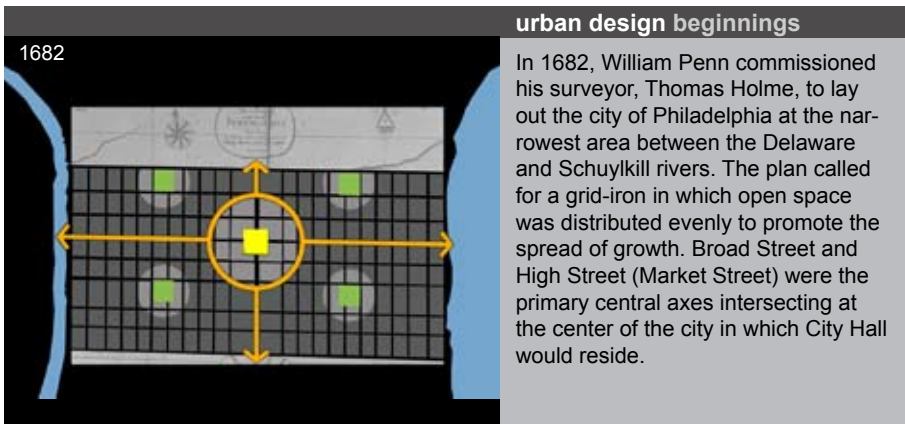 urban design beginnings
1682
In 1682, William Penn commissioned
his surveyor, Thomas Holme, to lay
out the city of Philadelphia at the nar-
rowest area between the Delaware
and Schuylkill rivers. The plan called
for a grid-iron in which open space
was distributed evenly to promote the
spread of growth. Broad Street and
High Street (Market Street) were the
primary central axes intersecting at
the center of the city in which City Hall
would reside.